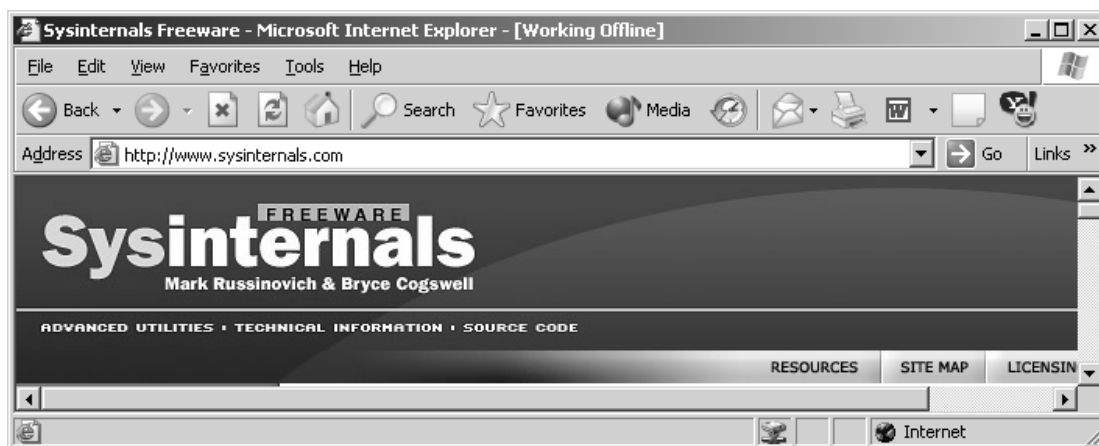 Sysinternals Freeware - Microsoft Internet Explorer - [Working Offline]
File Edit View Favorites Tools Help
Back Search Favorites Media W Y!
Address http://www.sysinternals.com Go Links »
FREEWARE
Sysinternals
Mark Russinovich & Bryce Cogswell
ADVANCED UTILITIES · TECHNICAL INFORMATION · SOURCE CODE
RESOURCES SITE MAP LICENSIN
Internet